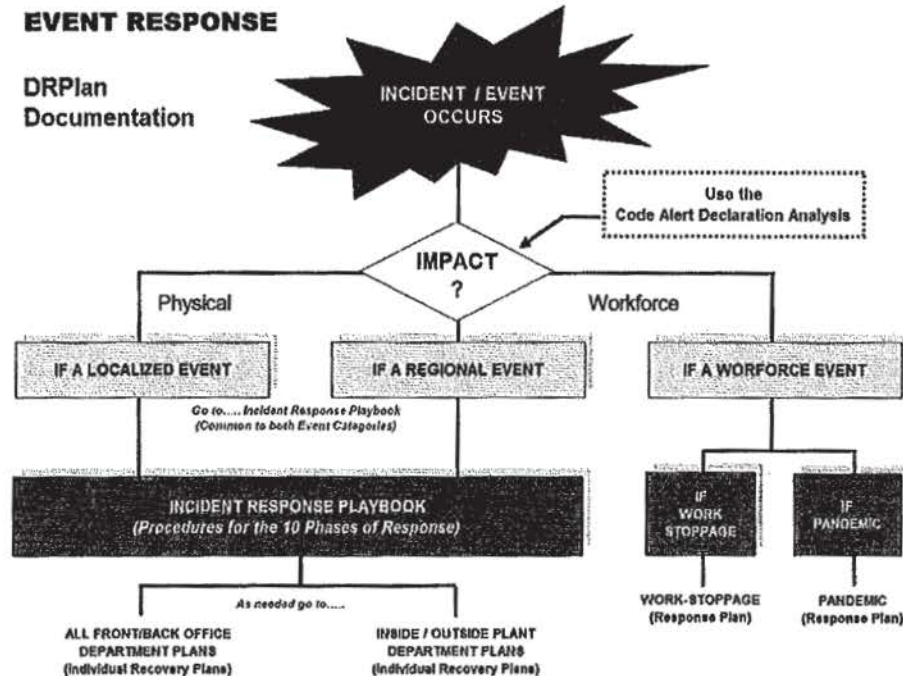 EVENT RESPONSE
DRPlan
Documentation
INCIDENT / EVENT
OCCURS
Use the
Code Alert Declaration Analysis
IMPACT
?
Physical
Workforce
IF A LOCALIZED EVENT
IF A REGIONAL EVENT
IF A WORFORCE EVENT
Go to..... Incident Response Playbook
(Common to both Event Categories)
INCIDENT RESPONSE PLAYBOOK
(Procedures for the 10 Phases of Response)
IF
WORK
STOPPAGE
IF
PANDEMIC
As needed go to.....
WORK-STOPPAGE
(Response Plan)
PANDEMIC
(Response Plan)
ALL FRONT/BACK OFFICE
DEPARTMENT PLANS
(Individual Recovery Plans)
INSIDE / OUTSIDE PLANT
DEPARTMENT PLANS
(Individual Recovery Plans)